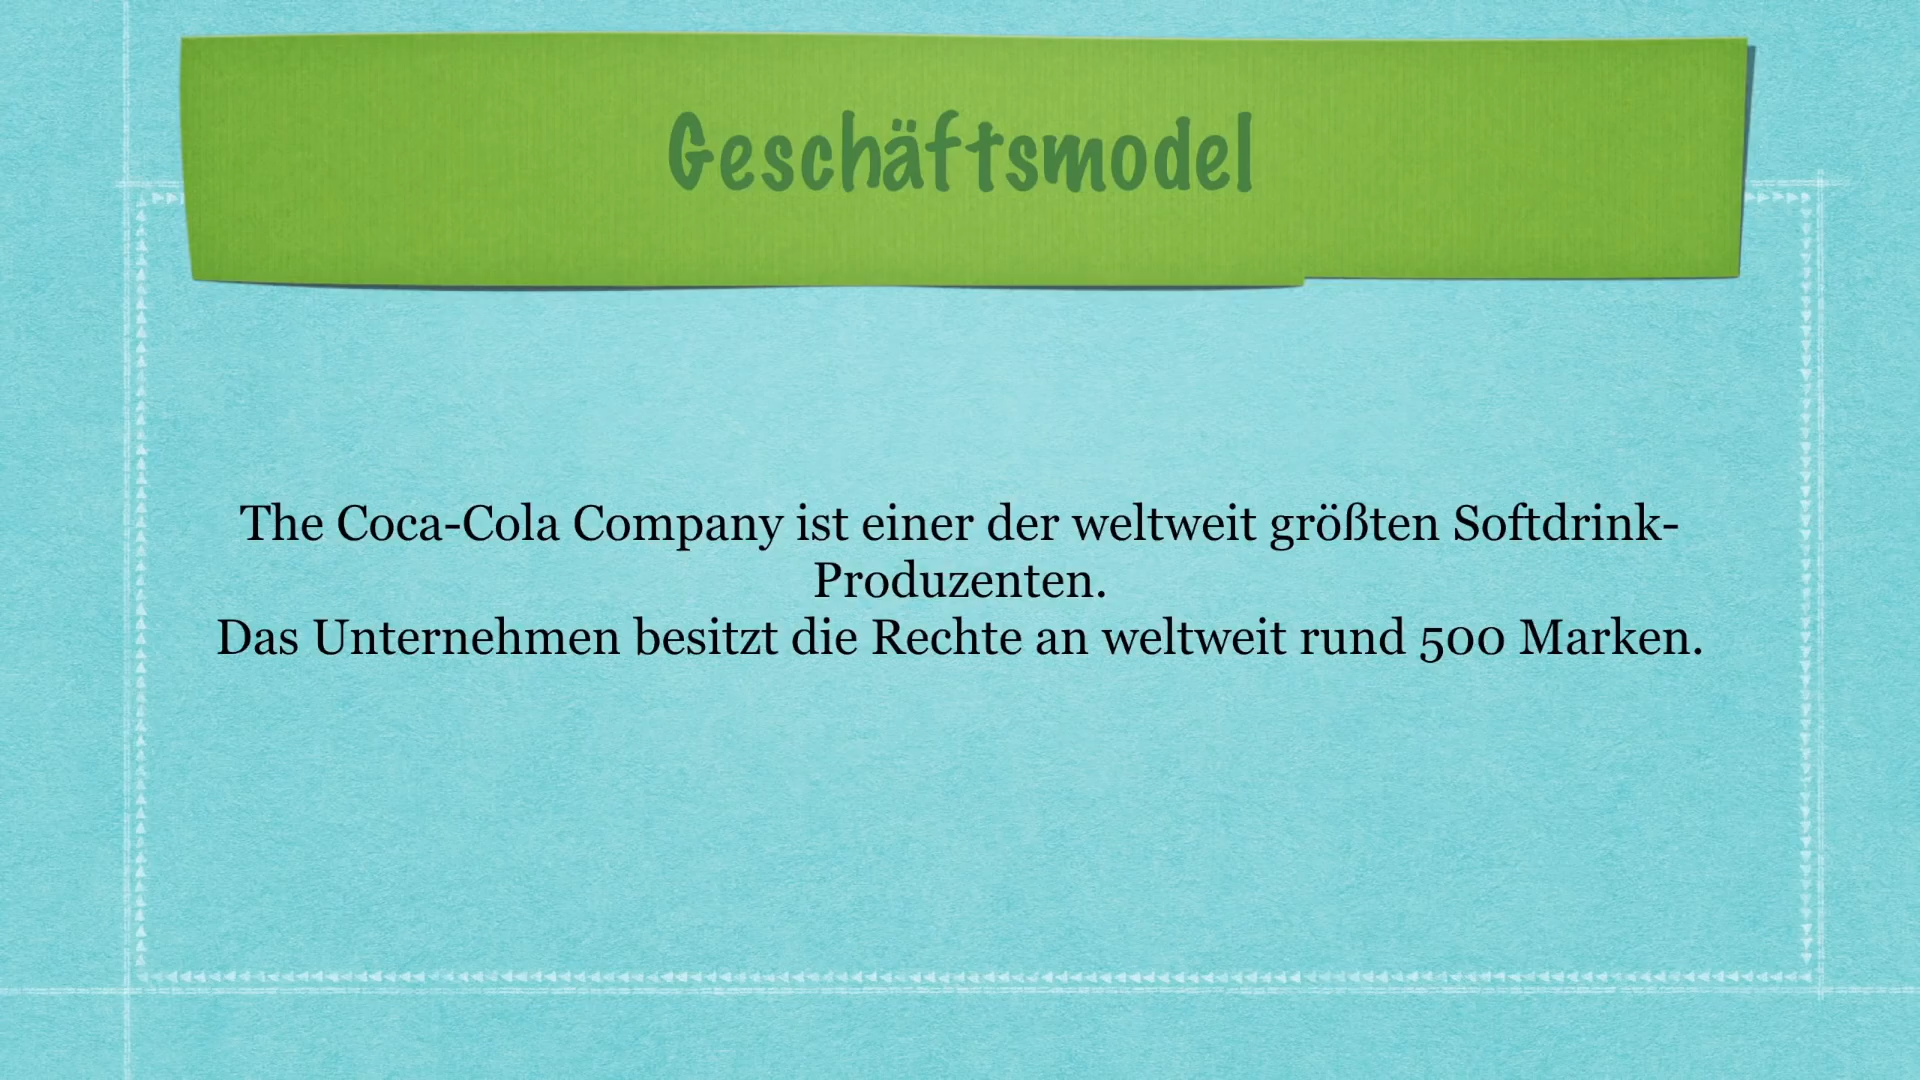 Geschäftsmodel
The Coca-Cola Company ist einer der weltweit größten Softdrink-
Produzenten.
Das Unternehmen besitzt die Rechte an weltweit rund 500 Marken.